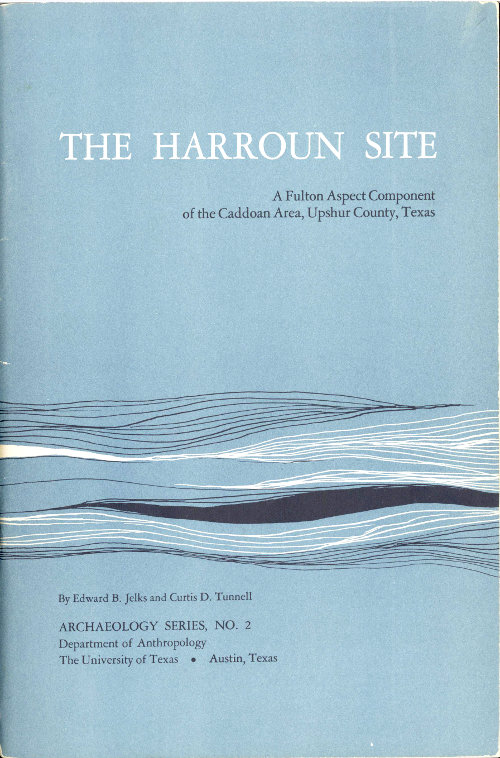 THE HARROUN SITE
A Fulton Aspect Component
of the Caddoan Area, Upshur County, Texas
By Edward B. Jelks and Curtis D. Tunnell
ARCHAEOLOGY SERIES, NO. 2
Department of Anthropology
The University of Texas • Austin, Texas